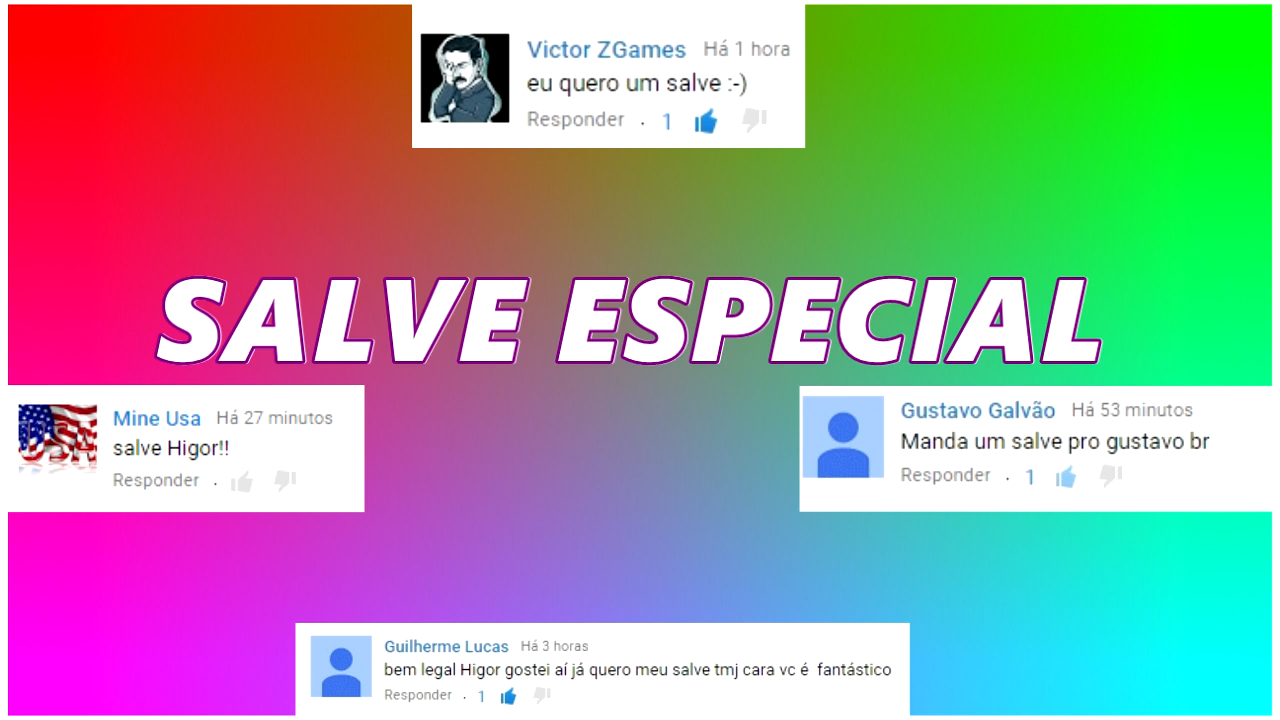 Victor ZGames Há 1 hora
eu quero um salve :-)
Responder . 1
SALVE ESPECIAL
Mine Usa Há 27 minutos
salve Higor!!
Responder .
Gustavo Galvão Há 53 minutos
Manda um salve pro gustavo br
Responder . 1
Guilherme Lucas Há 3 horas
bem legal Higor gostei aí já quero meu salve tmj cara vc é fantástico
Responder . 1
USA